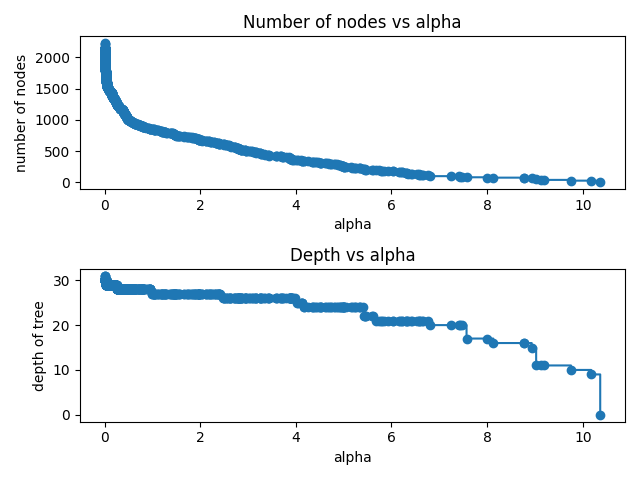 Number of nodes vs alpha
number of nodes
2000
1500
1000
500
0
0 2 4 6 8 10
alpha
Depth vs alpha
depth of tree
30
20
10
0
0 2 4 6 8 10
alpha